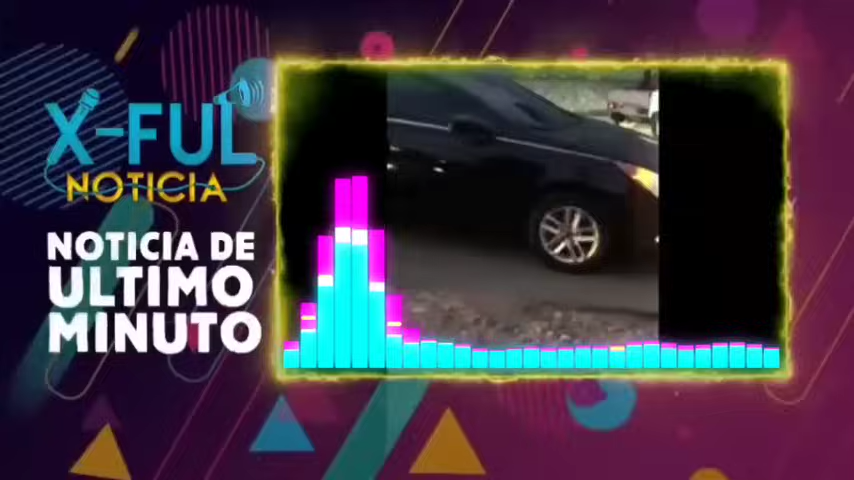 X-FUL
NOTICIA
NOTICIA DE
ULTIMO
MINUTO